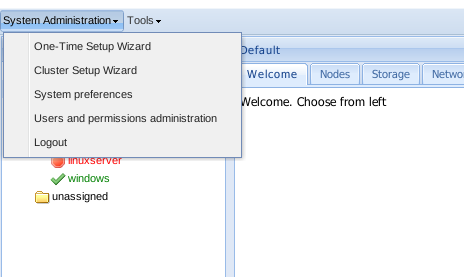 System Administration Tools
One-Time Setup Wizard
Cluster Setup Wizard
System preferences
Users and permissions administration
Logout
linuxserver
windows
unassigned
Default
Welcome Nodes Storage Netwo
Welcome. Choose from left